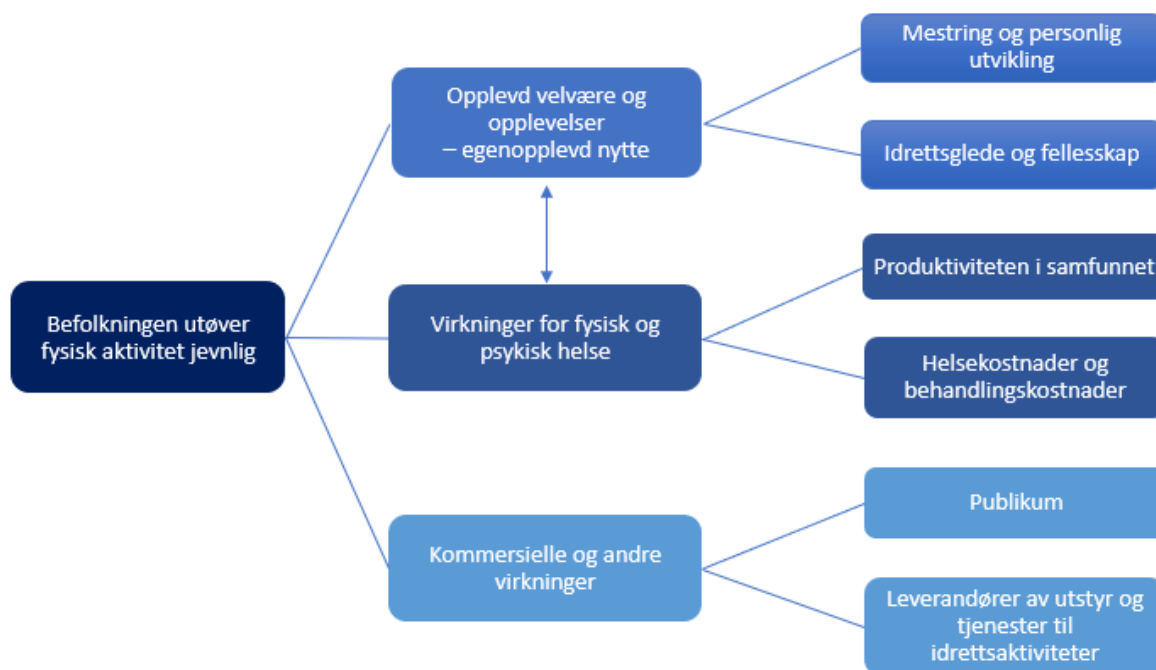 Mestring og personlig
utvikling
Opplevd velvære og
opplevelser
– egenopplevd nytte
Idrettsglede og fellesskap
Produktiviteten i samfunnet
Befolkningen utøver
fysisk aktivitet jevnlig
Virkninger for fysisk og
psykisk helse
Helsekostnader og
behandlingskostnader
Publikum
Kommersielle og andre
virkninger
Leverandører av utstyr og
tjenester til
idrettsaktiviteter